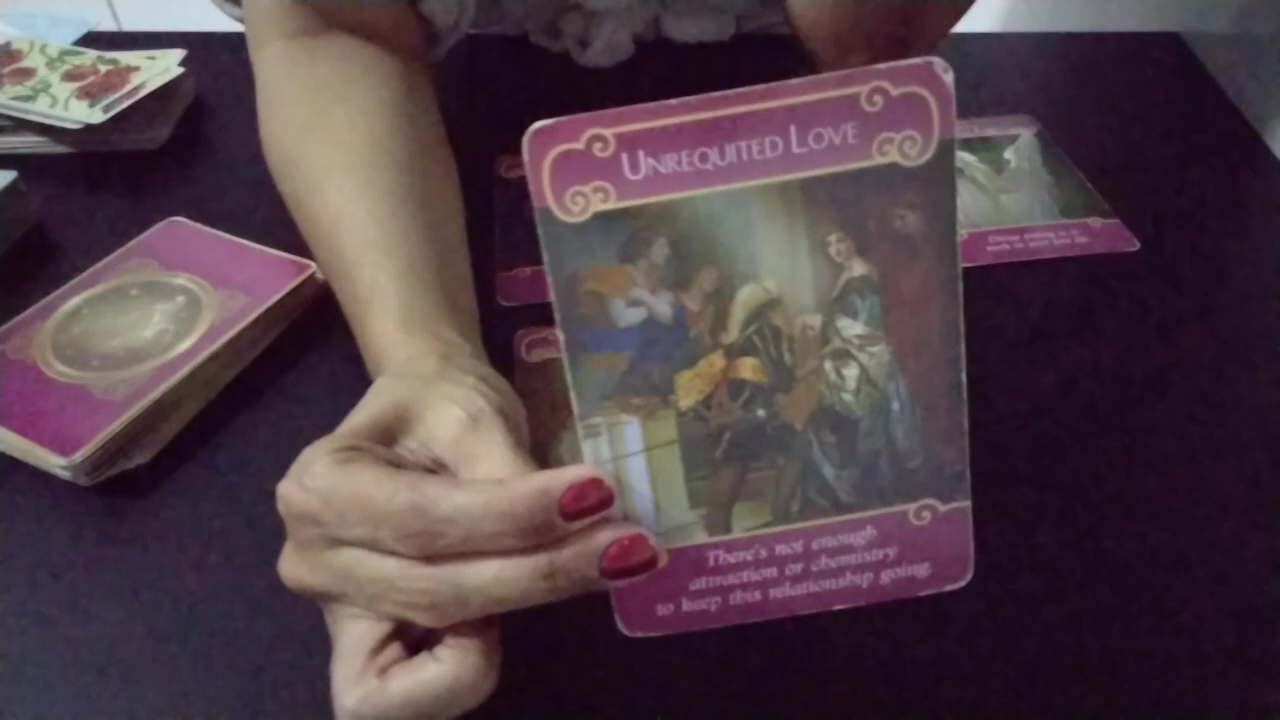 UNREQUITED LOVE
There's not enough
attraction or chemistry
to keep this relationship going.